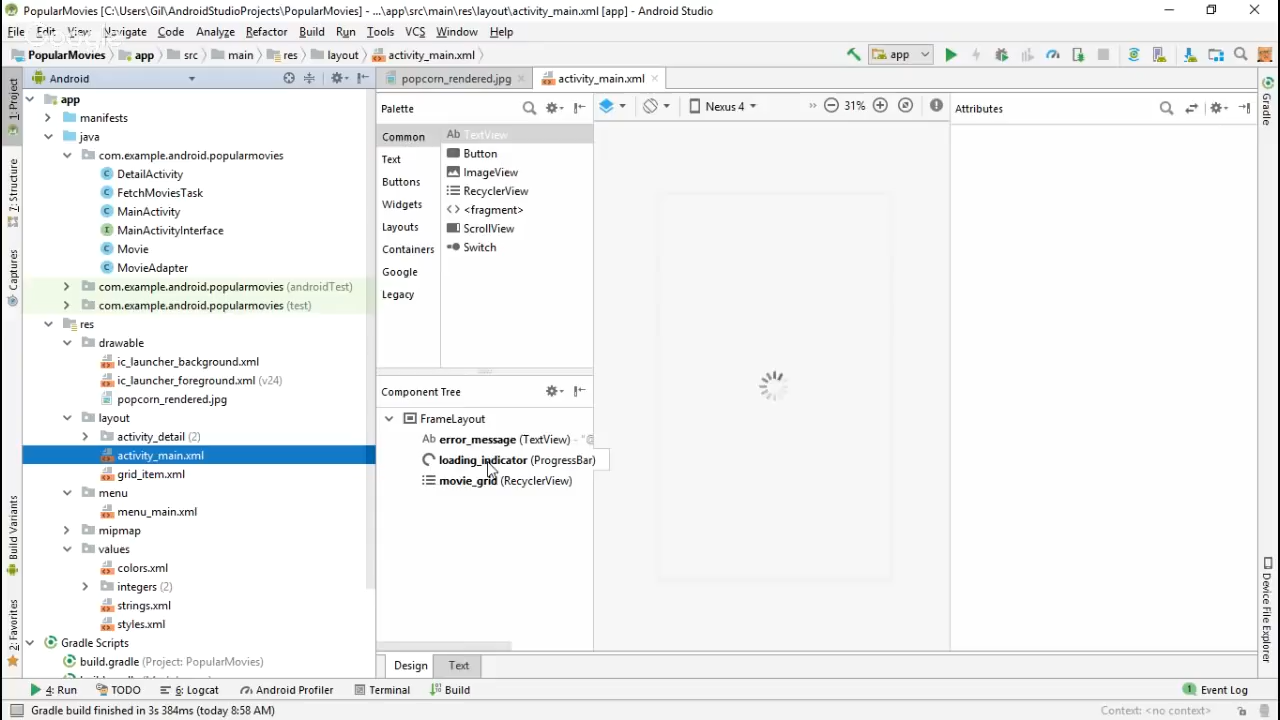 PopularMovies [C:\Users\Gil\AndroidStudioProjects\PopularMovies] - ...\app\src\main\res\layout\activity_main.xml [app] - Android Studio
File Edit View Navigate Code Analyze Refactor Build Run Tools VCS Window Help
Google
PopularMovies app src main res layout activity_main.xml app
Android popcorn_rendered.jpg activity_main.xml
1: Project
7: Structure
Captures
Build Variants
2: Favorites
app
manifests
java
com.example.android.popularmovies
DetailActivity
FetchMoviesTask
MainActivity
MainActivityInterface
Movie
MovieAdapter
com.example.android.popularmovies (androidTest)
com.example.android.popularmovies (test)
res
drawable
ic_launcher_background.xml
ic_launcher_foreground.xml (v24)
popcorn_rendered.jpg
layout
activity_detail (2)
activity_main.xml
grid_item.xml
menu
menu_main.xml
mipmap
values
colors.xml
integers (2)
strings.xml
styles.xml
Gradle Scripts
build.gradle (Project: PopularMovies)
Palette
Common
Text
Buttons
Widgets
Layouts
Containers
Google
Legacy
Ab TextView
Button
ImageView
RecyclerView
<fragment>
ScrollView
Switch
Component Tree
FrameLayout
Ab error_message (TextView) - "@
loading_indicator (ProgressBar)
movie_grid (RecyclerView)
Nexus 4 31%
Attributes
Gradle
Device File Explorer
Design Text
4: Run TODO 6: Logcat Android Profiler Terminal Build 1 Event Log
Gradle build finished in 3s 384ms (today 8:58 AM) Context: <no context>